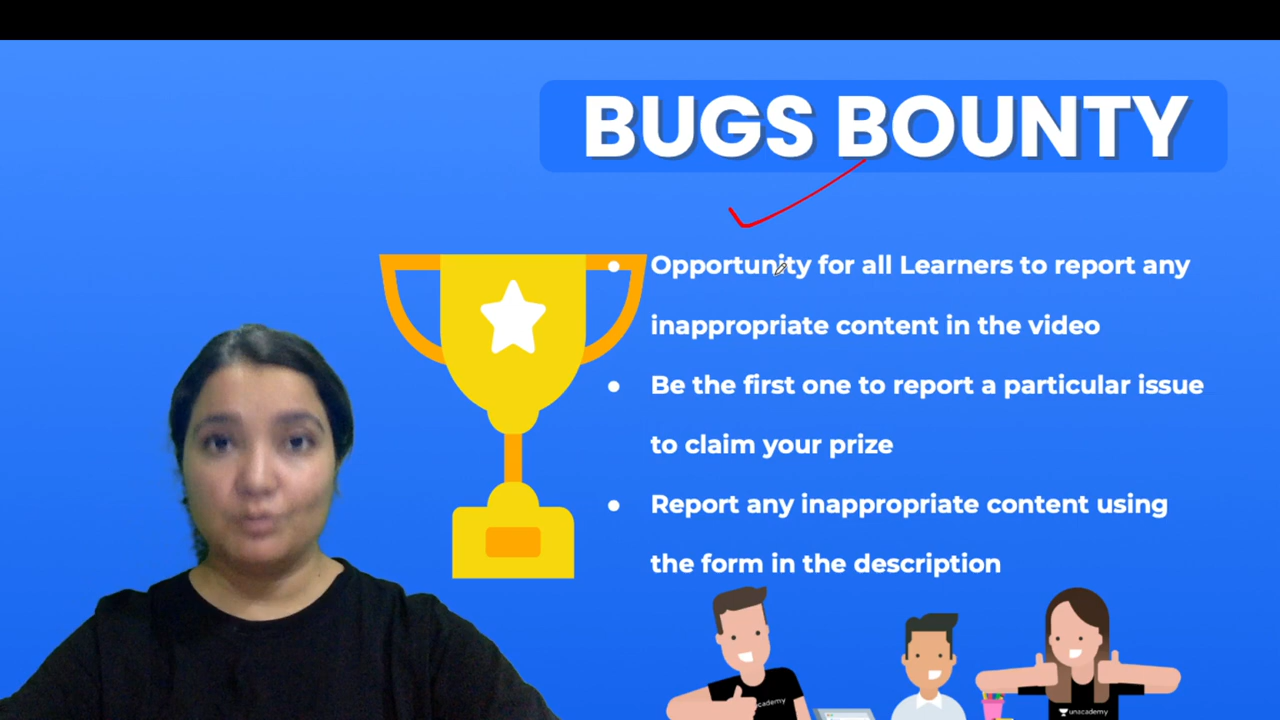 BUGS BOUNTY
● Opportunity for all Learners to report any
inappropriate content in the video
● Be the first one to report a particular issue
to claim your prize
● Report any inappropriate content using
the form in the description
unacademy